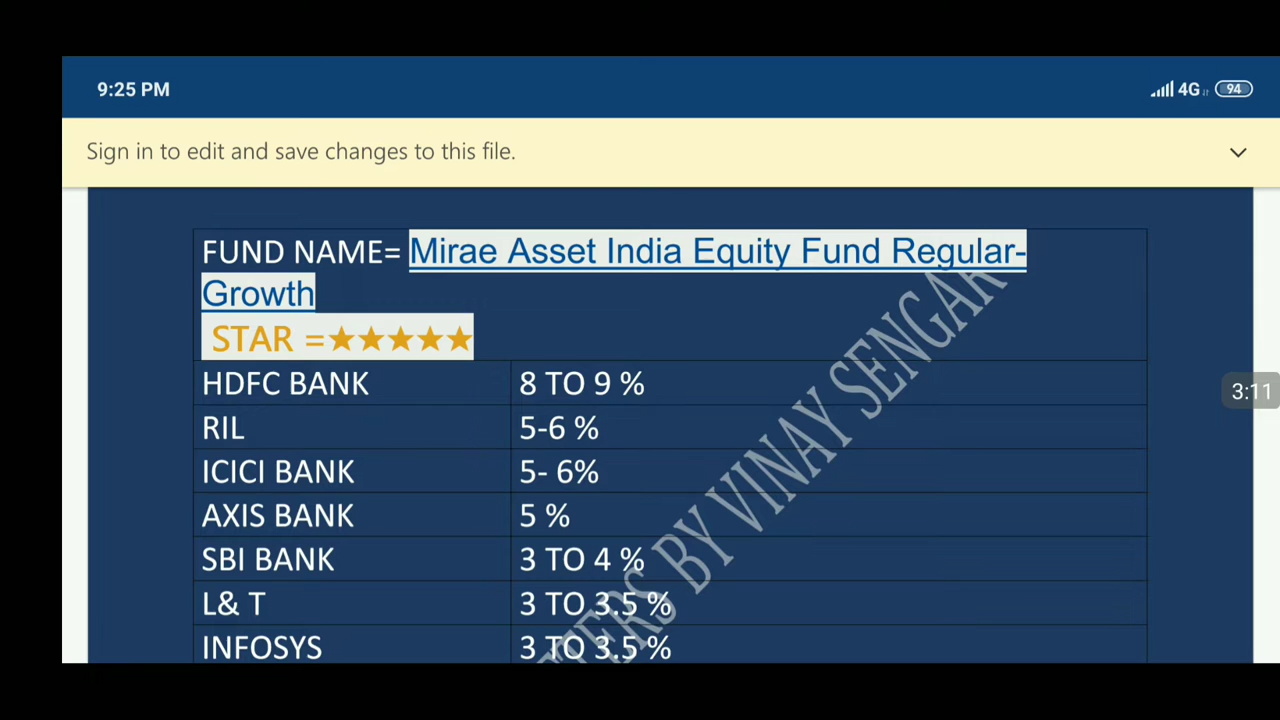 9:25 PM
4G
94
Sign in to edit and save changes to this file.
FUND NAME= Mirae Asset India Equity Fund Regular-
Growth
STAR =★★★★★
HDFC BANK 8 TO 9 %
RIL 5-6 %
3:11
ICICI BANK 5- 6%
AXIS BANK 5 %
SBI BANK 3 TO 4 %
L& T 3 TO 3.5 %
INFOSYS 3 TO 3.5 %
BY VINAY SENGAR